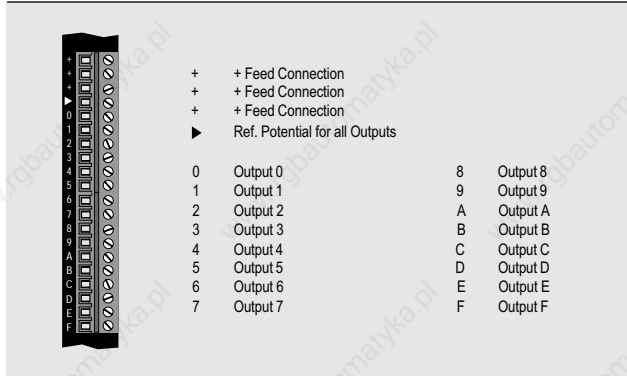 +
+
+
▶
0
1
2
3
4
5
6
7
8
9
A
B
C
D
E
F
+ + Feed Connection
+ + Feed Connection
+ + Feed Connection
▶ Ref. Potential for all Outputs
0 Output 0
1 Output 1
2 Output 2
3 Output 3
4 Output 4
5 Output 5
6 Output 6
7 Output 7
8 Output 8
9 Output 9
A Output A
B Output B
C Output C
D Output D
E Output E
F Output F